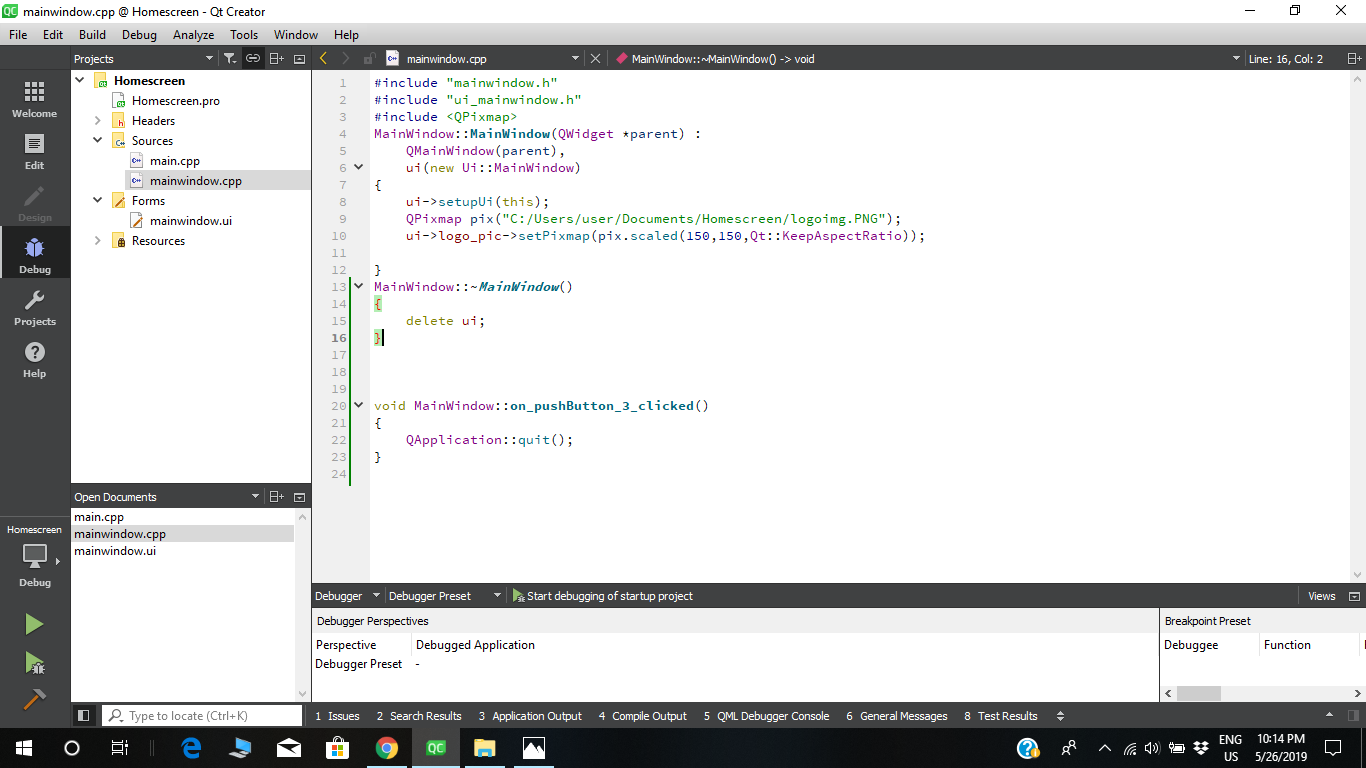 QC mainwindow.cpp @ Homescreen - Qt Creator
File Edit Build Debug Analyze Tools Window Help
Projects
mainwindow.cpp
MainWindow::~MainWindow() -> void
Line: 16, Col: 2
Welcome
Edit
Design
Debug
Projects
Help
Homescreen
Debug
Homescreen
Homescreen.pro
Headers
Sources
main.cpp
mainwindow.cpp
Forms
mainwindow.ui
Resources
Open Documents
main.cpp
mainwindow.cpp
mainwindow.ui
1 #include "mainwindow.h"
2 #include "ui_mainwindow.h"
3 #include <QPixmap>
4 MainWindow::MainWindow(QWidget *parent) :
5 QMainWindow(parent),
6 ui(new Ui::MainWindow)
7 {
8 ui->setupUi(this);
9 QPixmap pix("C:/Users/user/Documents/Homescreen/logoimg.PNG");
10 ui->logo_pic->setPixmap(pix.scaled(150,150,Qt::KeepAspectRatio));
11
12 }
13 MainWindow::~MainWindow()
14 {
15 delete ui;
16 }
17
18
19
20 void MainWindow::on_pushButton_3_clicked()
21 {
22 QApplication::quit();
23 }
24
Debugger Debugger Preset Start debugging of startup project Views
Debugger Perspectives
Perspective Debugged Application
Debugger Preset -
Breakpoint Preset
Debuggee Function
Type to locate (Ctrl+K)
1 Issues 2 Search Results 3 Application Output 4 Compile Output 5 QML Debugger Console 6 General Messages 8 Test Results
QC
ENG
US
10:14 PM
5/26/2019